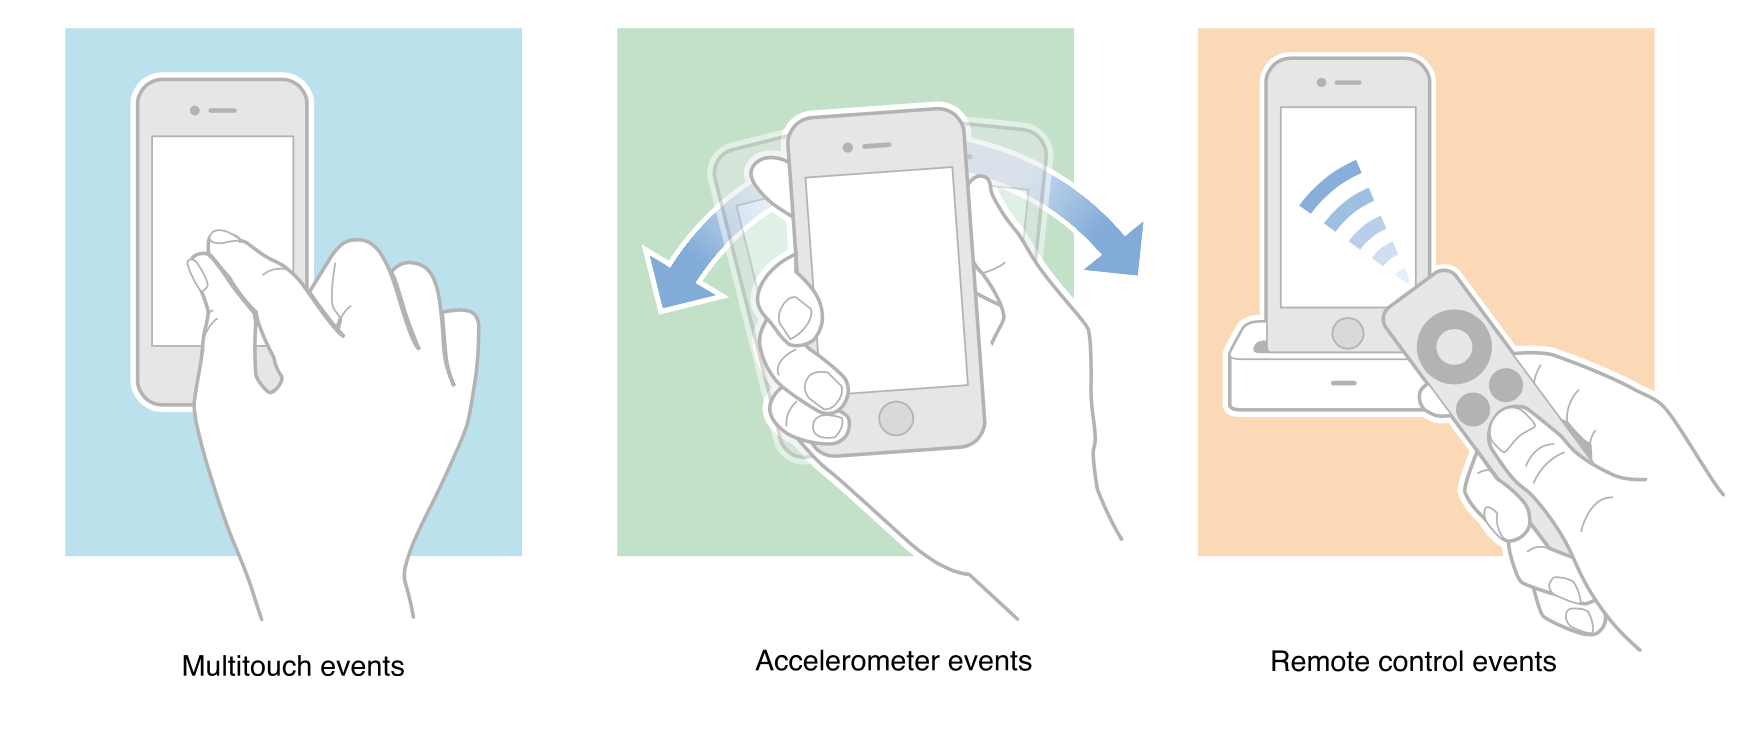 Multitouch events
Accelerometer events
Remote control events